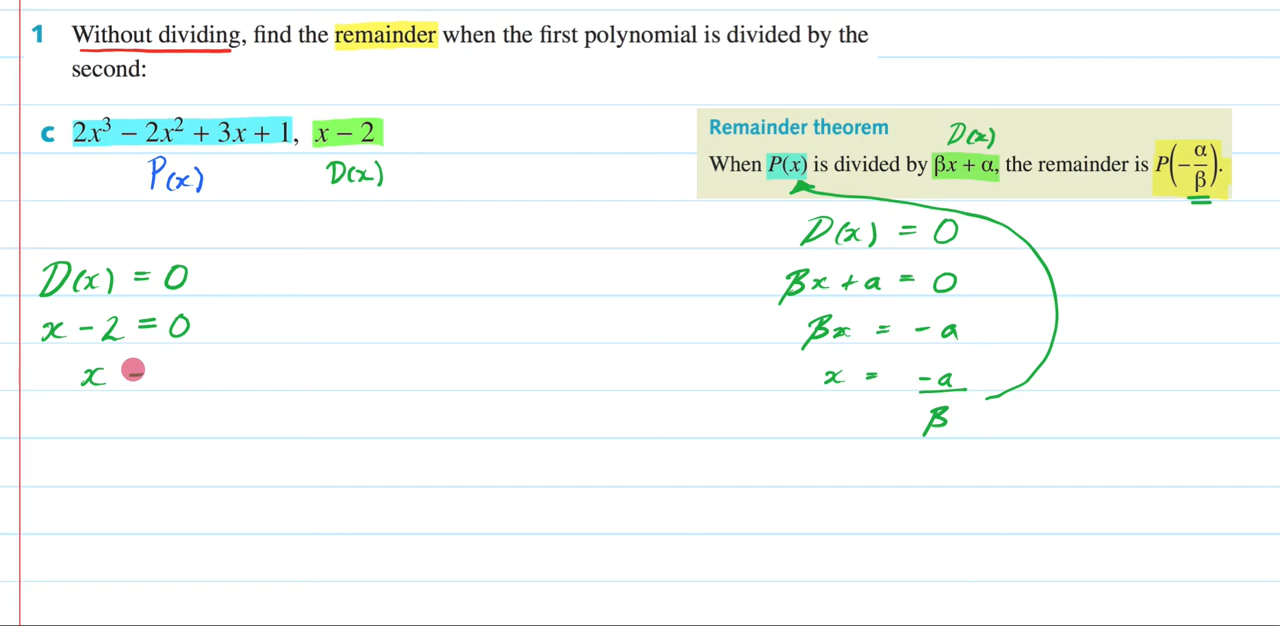 1 Without dividing, find the remainder when the first polynomial is divided by the
second:
c 2x³ − 2x² + 3x + 1, x − 2
P(x) D(x)
D(x) = 0
x - 2 = 0
x =
Remainder theorem
D(x)
When P(x) is divided by βx + α, the remainder is P(−α/β).
D(x) = 0
βx + a = 0
βx = -a
x = -a/β